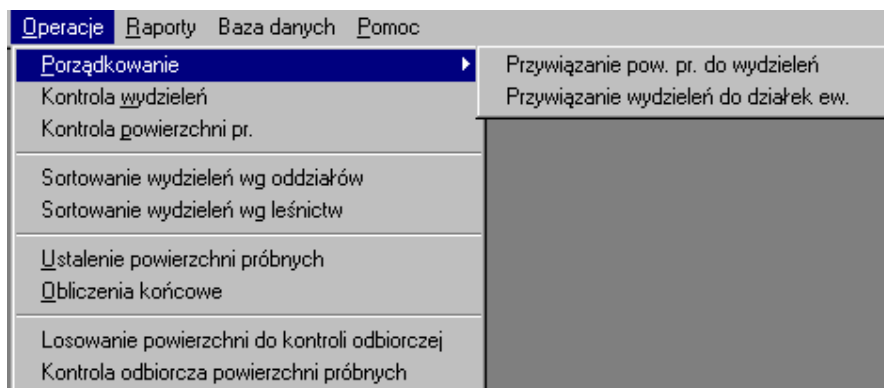 Operacje Raporty Baza danych Pomoc
Porządkowanie
Przywiązanie pow. pr. do wydzieleń
Kontrola wydzieleń
Przywiązanie wydzieleń do działek ew.
Kontrola powierzchni pr.
Sortowanie wydzieleń wg oddziałów
Sortowanie wydzieleń wg leśnictw
Ustalenie powierzchni próbnych
Obliczenia końcowe
Losowanie powierzchni do kontroli odbiorczej
Kontrola odbiorcza powierzchni próbnych